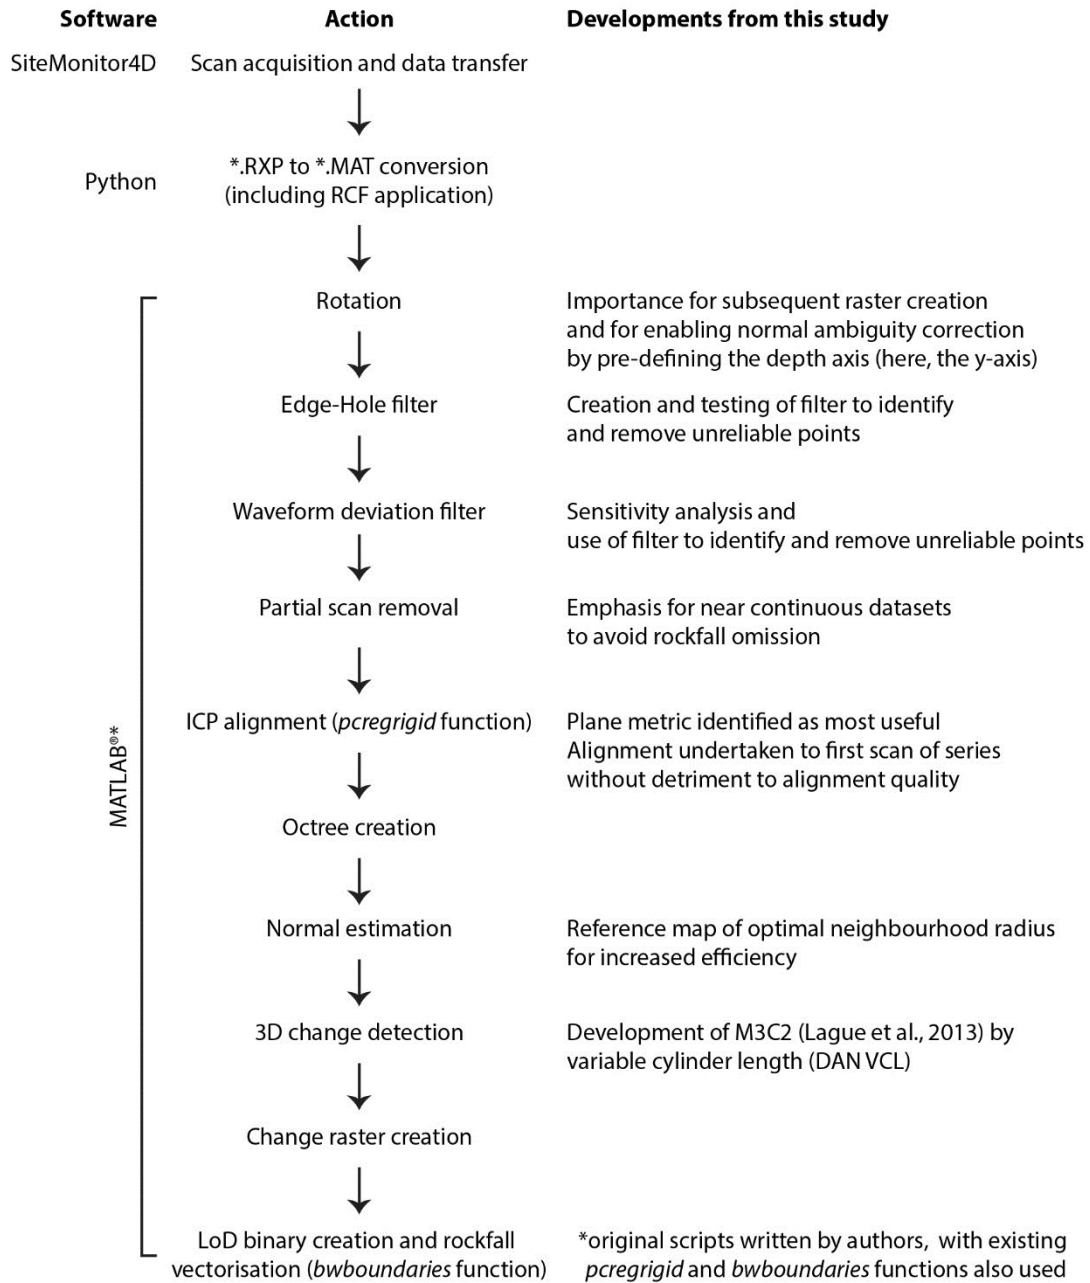 Software Action Developments from this study
SiteMonitor4D Scan acquisition and data transfer
Python
*.RXP to *.MAT conversion
(including RCF application)
MATLAB®*
Rotation
Importance for subsequent raster creation
and for enabling normal ambiguity correction
by pre-defining the depth axis (here, the y-axis)
Edge-Hole filter
Creation and testing of filter to identify
and remove unreliable points
Waveform deviation filter
Sensitivity analysis and
use of filter to identify and remove unreliable points
Partial scan removal
Emphasis for near continuous datasets
to avoid rockfall omission
ICP alignment (pcregrigid function)
Plane metric identified as most useful
Alignment undertaken to first scan of series
without detriment to alignment quality
Octree creation
Normal estimation
Reference map of optimal neighbourhood radius
for increased efficiency
3D change detection
Development of M3C2 (Lague et al., 2013) by
variable cylinder length (DAN VCL)
Change raster creation
LoD binary creation and rockfall
vectorisation (bwboundaries function)
*original scripts written by authors, with existing
pcregrigid and bwboundaries functions also used